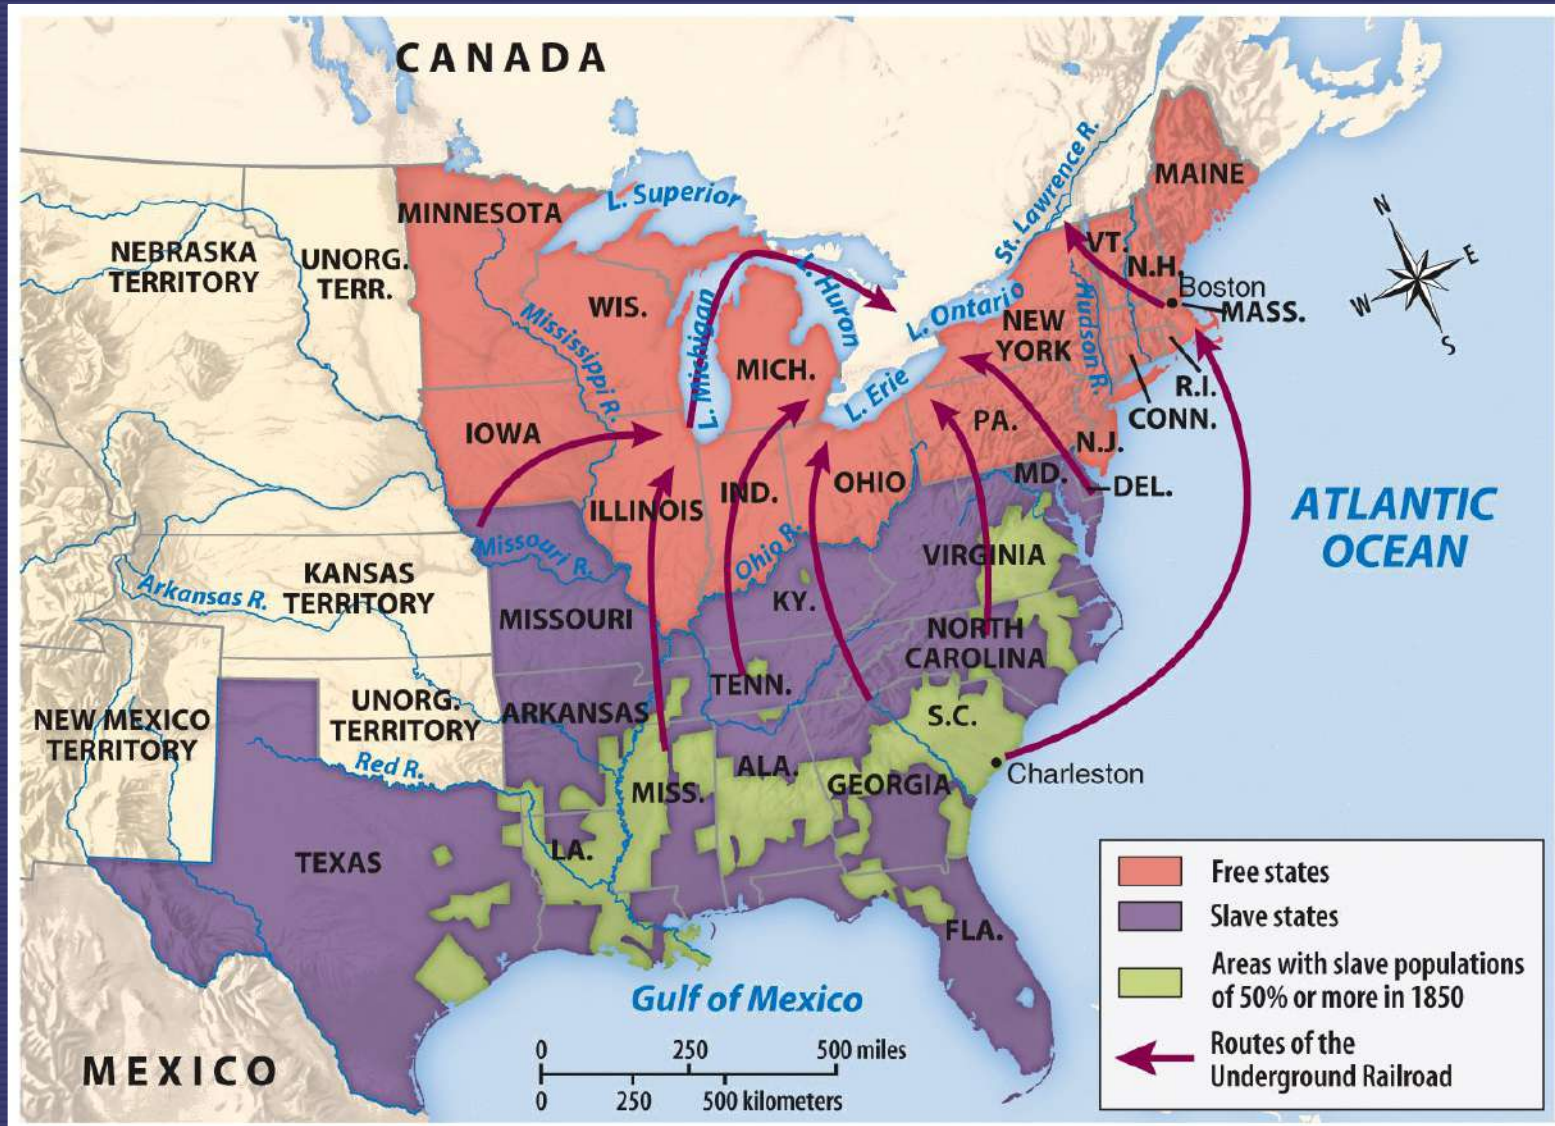 CANADA
MAINE
St. Lawrence R.
L. Superior
MINNESOTA
VT.
NEBRASKA
TERRITORY
UNORG.
TERR.
N.H.
N
E
W
S
Boston
MASS.
WIS.
L. Huron
L. Michigan
Mississippi R.
L. Ontario
NEW
YORK
Hudson R.
MICH.
L. Erie
R.I.
CONN.
IOWA
PA.
N.J.
MD.
DEL.
OHIO
IND.
ILLINOIS
ATLANTIC
OCEAN
Missouri R.
Ohio R.
VIRGINIA
Arkansas R.
KANSAS
TERRITORY
MISSOURI
KY.
NORTH
CAROLINA
TENN.
UNORG.
TERRITORY
ARKANSAS
S.C.
NEW MEXICO
TERRITORY
Red R.
ALA.
GEORGIA
Charleston
MISS.
TEXAS
LA.
FLA.
Gulf of Mexico
MEXICO
0 250 500 miles
0 250 500 kilometers
Free states
Slave states
Areas with slave populations
of 50% or more in 1850
Routes of the
Underground Railroad